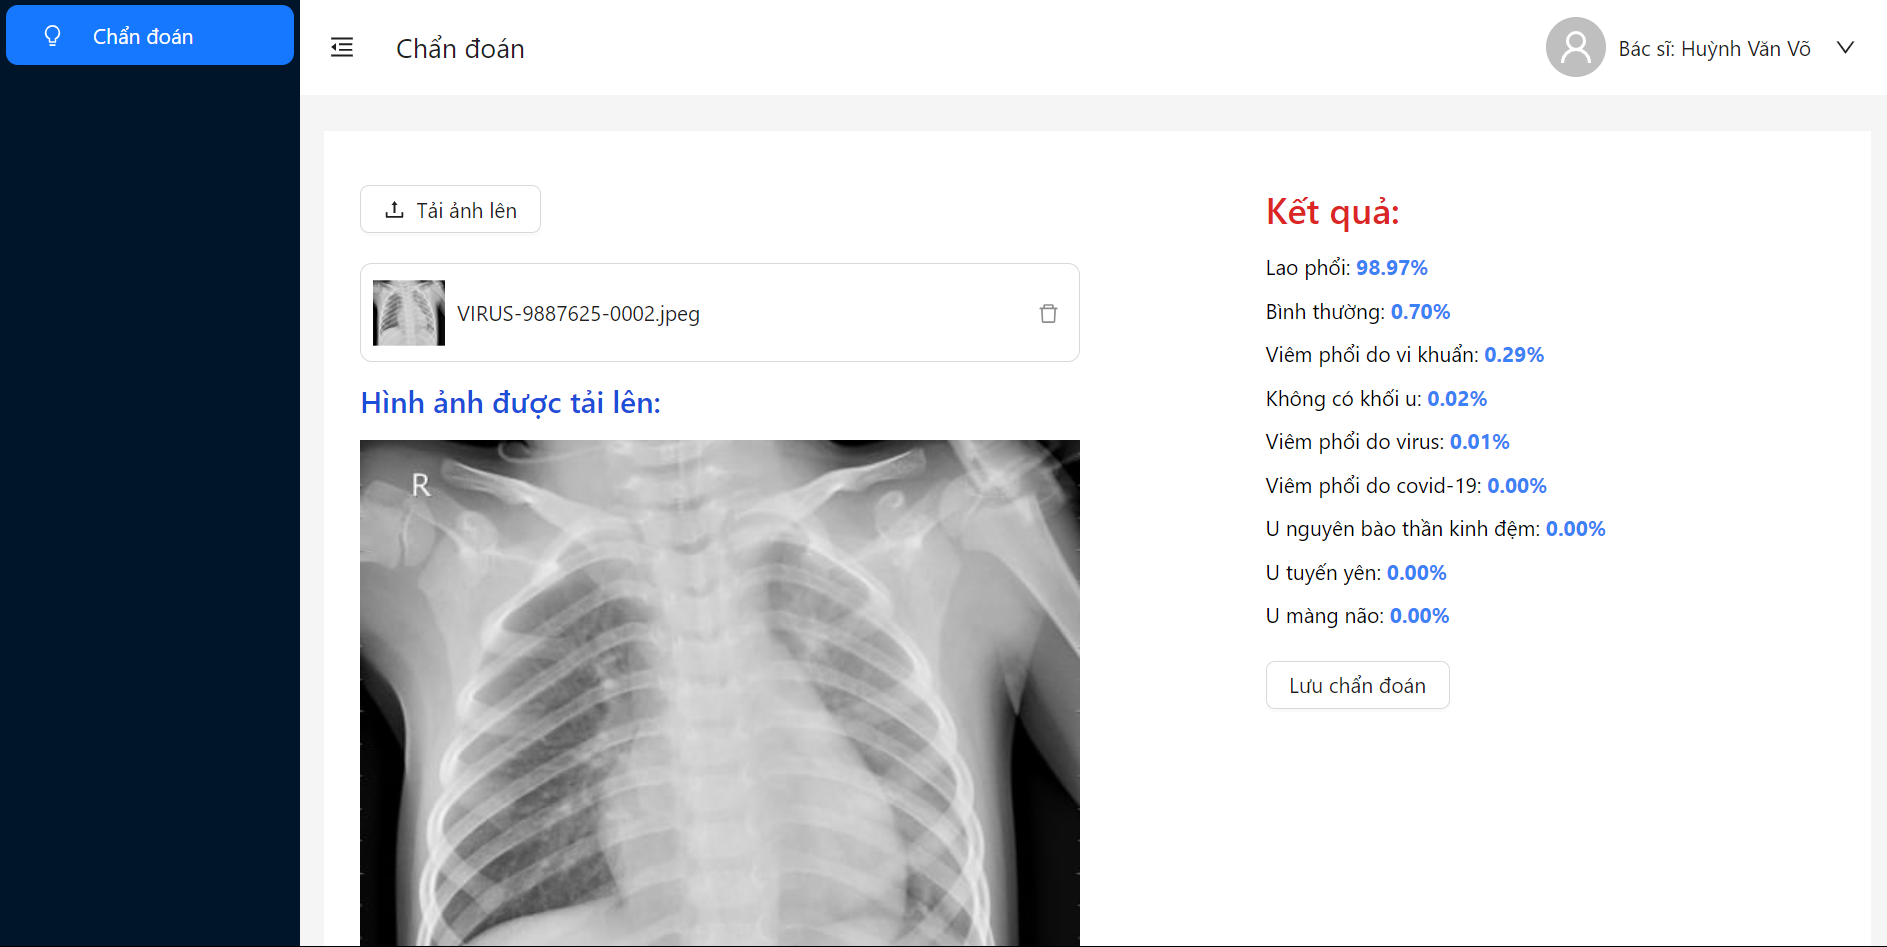 Chẩn đoán
Chẩn đoán
Bác sĩ: Huỳnh Văn Võ
Tải ảnh lên
VIRUS-9887625-0002.jpeg
Hình ảnh được tải lên:
R
Kết quả:
Lao phổi: 98.97%
Bình thường: 0.70%
Viêm phổi do vi khuẩn: 0.29%
Không có khối u: 0.02%
Viêm phổi do virus: 0.01%
Viêm phổi do covid-19: 0.00%
U nguyên bào thần kinh đệm: 0.00%
U tuyến yên: 0.00%
U màng não: 0.00%
Lưu chẩn đoán